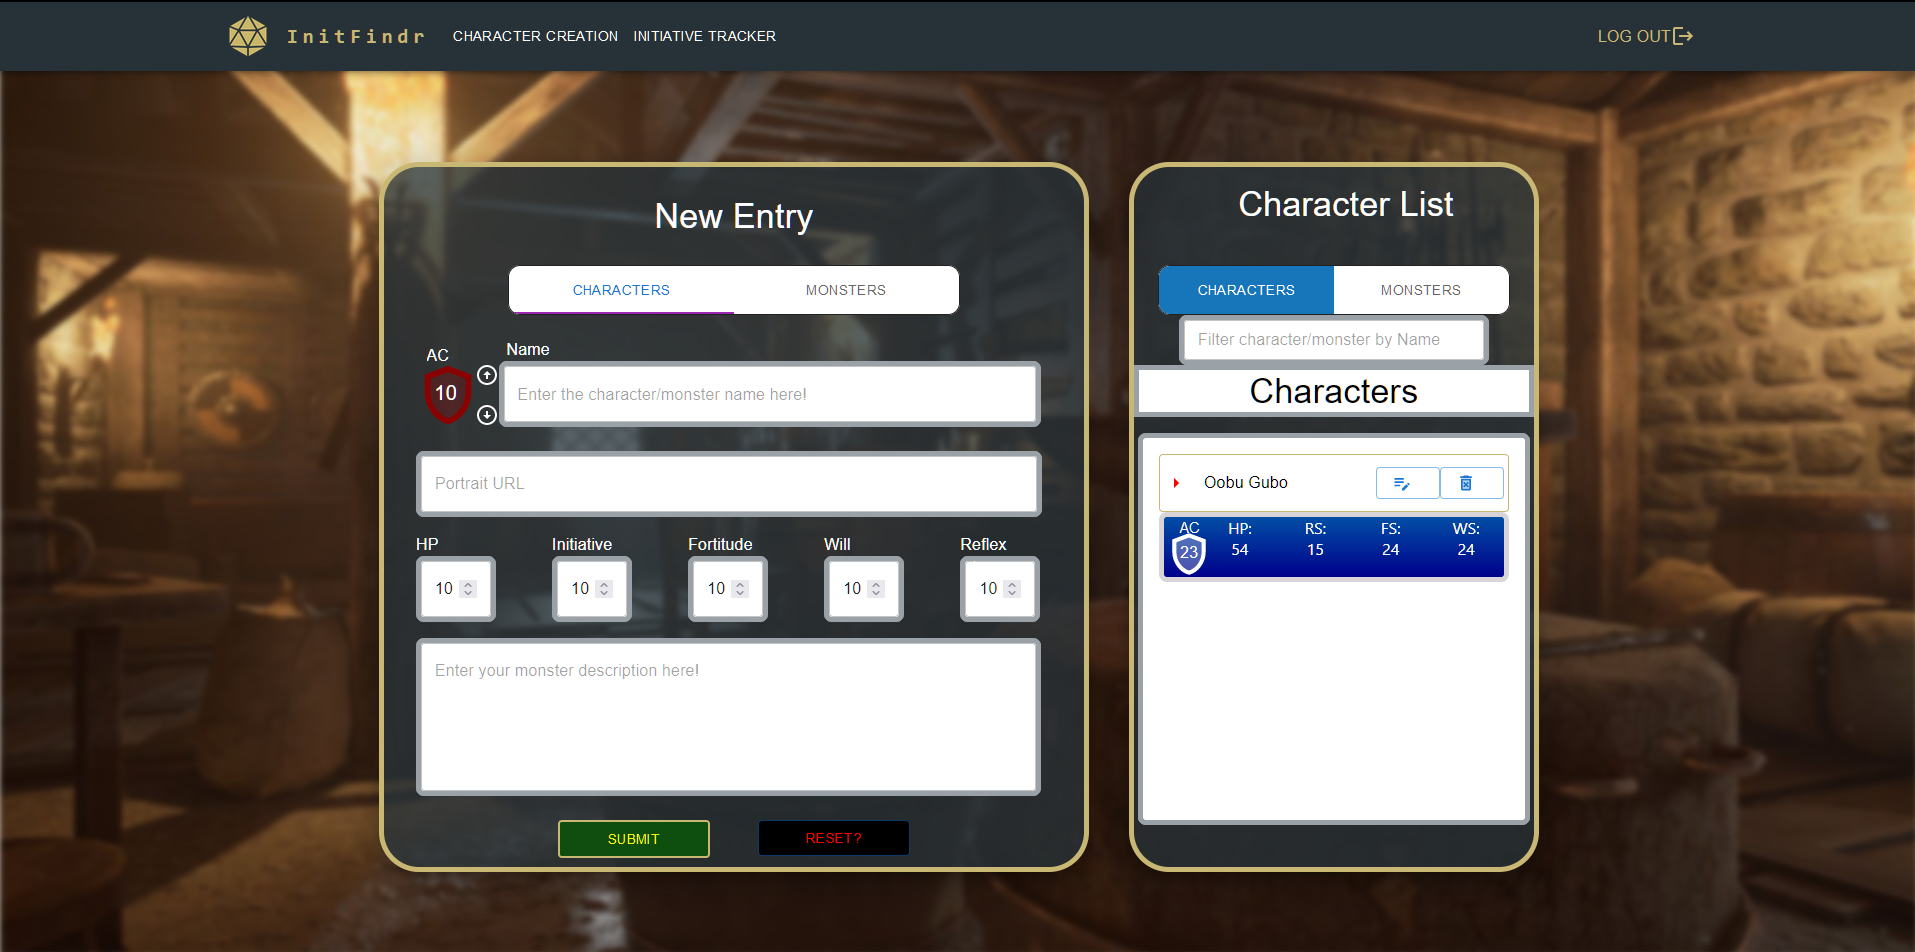 InitFindr CHARACTER CREATION INITIATIVE TRACKER LOG OUT
New Entry
CHARACTERS MONSTERS
AC
10
Name
Enter the character/monster name here!
Portrait URL
HP Initiative Fortitude Will Reflex
10 10 10 10 10
Enter your monster description here!
SUBMIT RESET?
Character List
CHARACTERS MONSTERS
Filter character/monster by Name
Characters
Oobu Gubo
AC HP: RS: FS: WS:
23 54 15 24 24